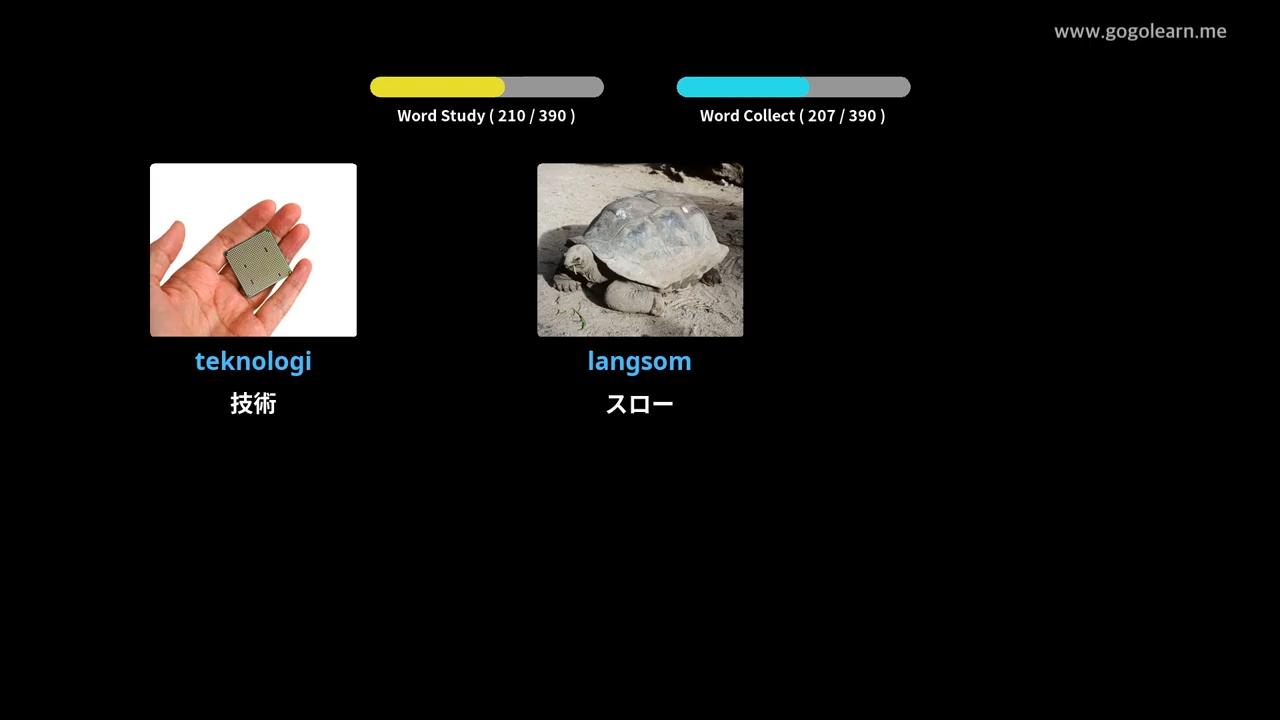 www.gogolearn.me
Word Study ( 210 / 390 )
Word Collect ( 207 / 390 )
teknologi
langsom
技術
スロー